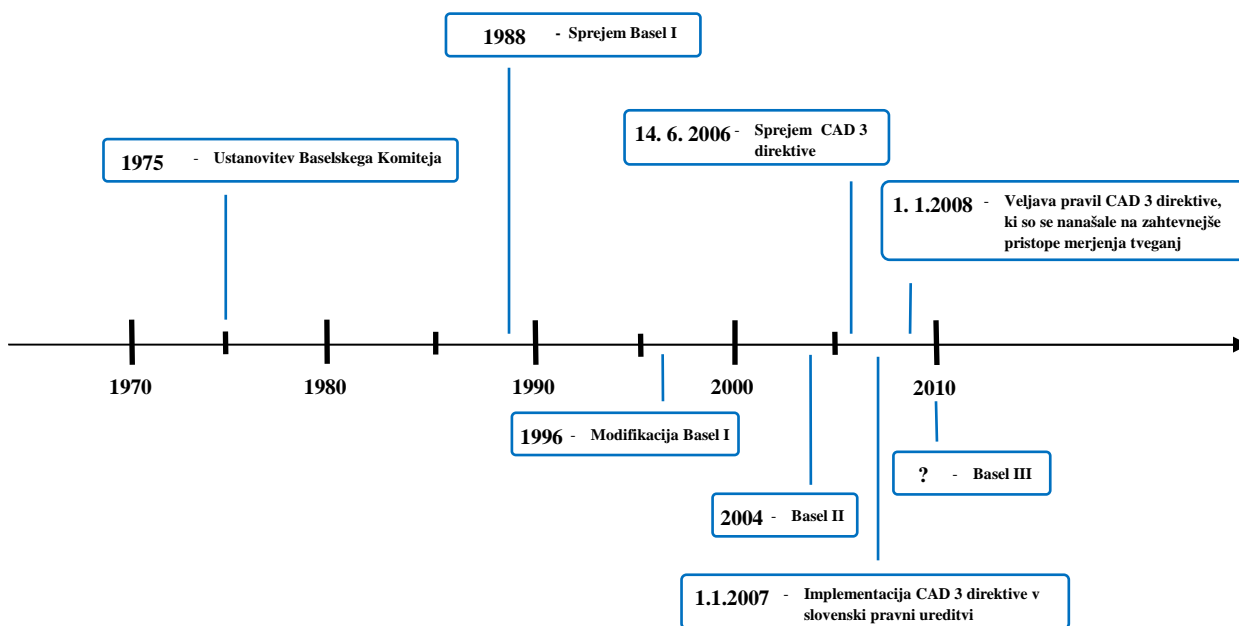 1988 - Sprejem Basel I
14. 6. 2006 - Sprejem CAD 3
direktive
1975 - Ustanovitev Baselskega Komiteja
1. 1.2008 - Veljava pravil CAD 3 direktive,
ki so se nanašale na zahtevnejše
pristope merjenja tveganj
1970 1980 1990 2000 2010
1996 - Modifikacija Basel I
? - Basel III
2004 - Basel II
1.1.2007 - Implementacija CAD 3 direktive v
slovenski pravni ureditvi